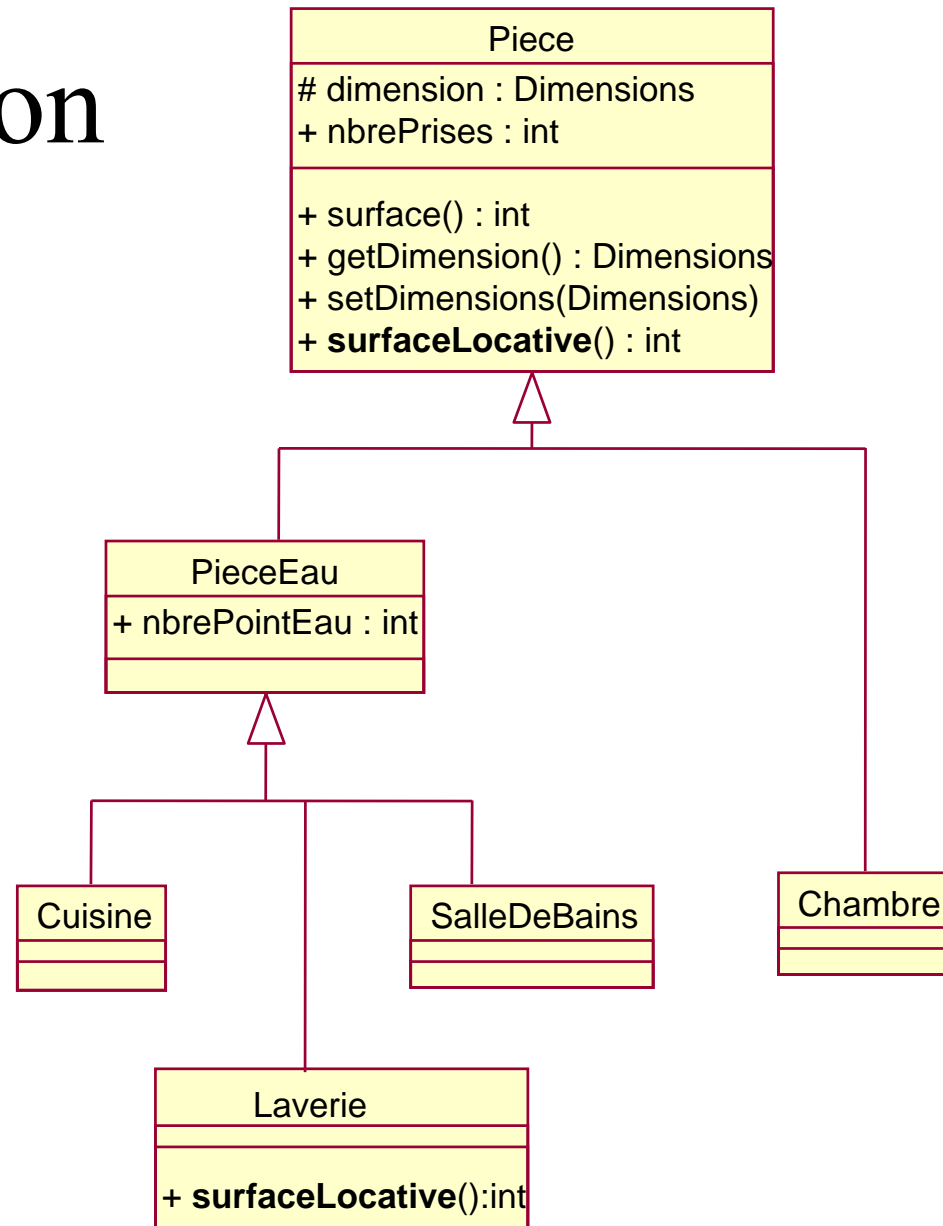 on
Piece
# dimension : Dimensions
+ nbrePrises : int
+ surface() : int
+ getDimension() : Dimensions
+ setDimensions(Dimensions)
+ surfaceLocative() : int
PieceEau
+ nbrePointEau : int
Cuisine
SalleDeBains
Chambre
Laverie
+ surfaceLocative():int